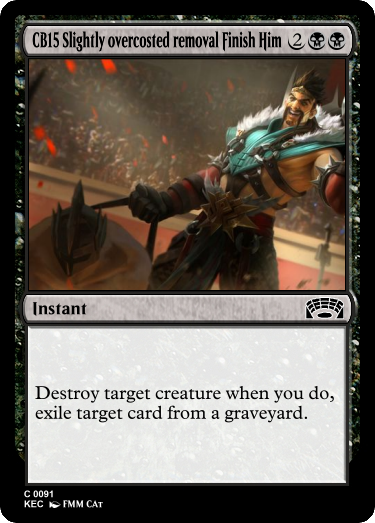 CB15 Slightly overcosted removal Finish Him 2
Instant
Destroy target creature when you do,
exile target card from a graveyard.
C 0091
KEC FMM CAt